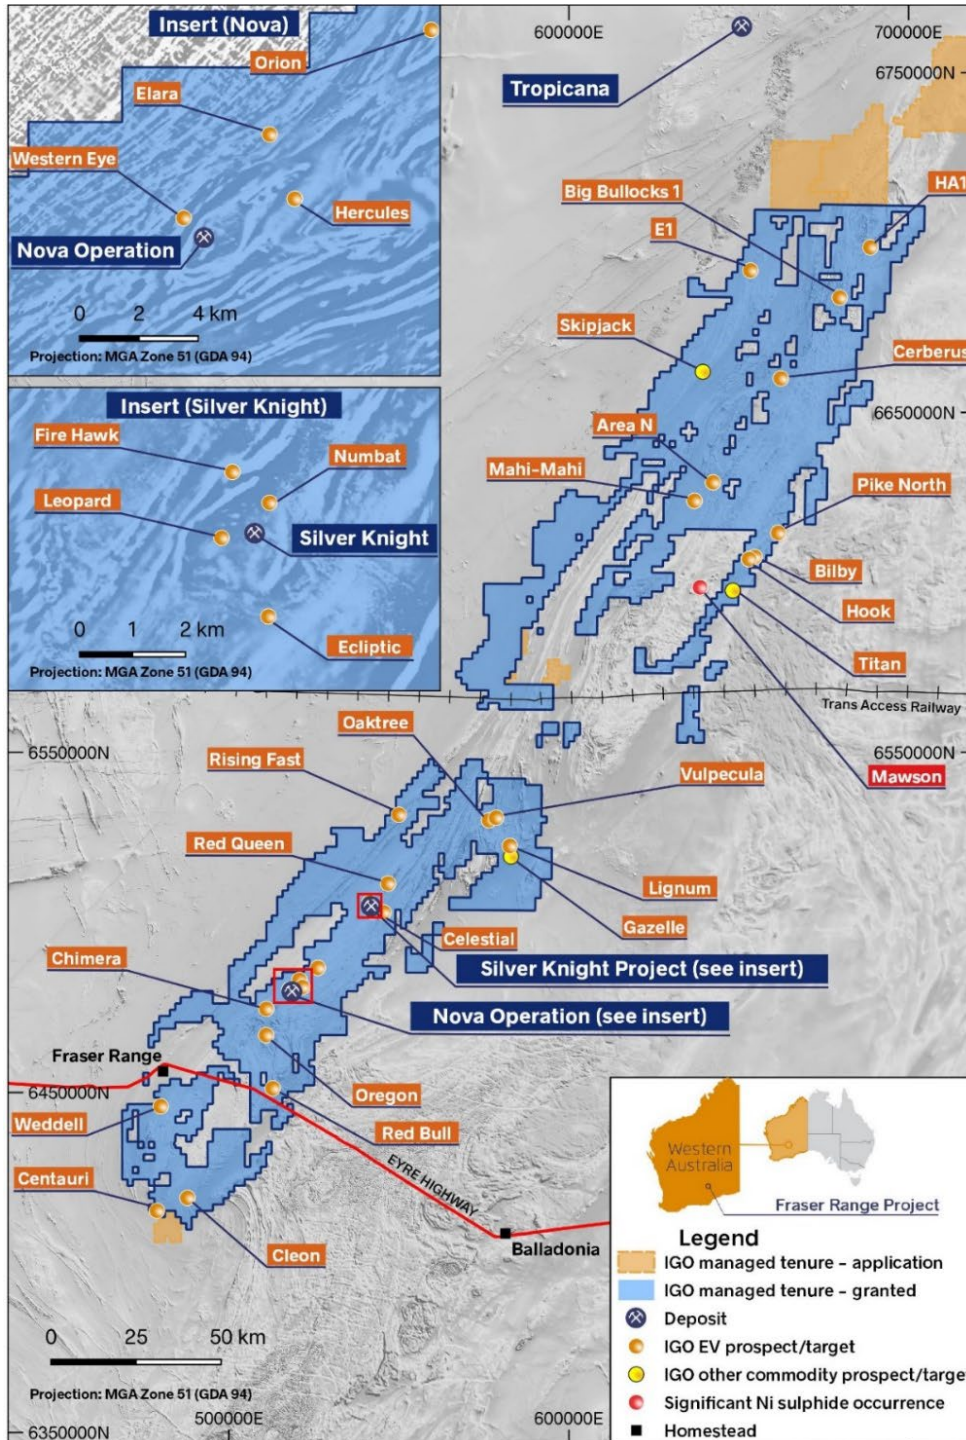 Insert (Nova)
Orion
Elara
Western Eye
Hercules
Nova Operation
0 2 4 km
Projection: MGA Zone 51 (GDA 94)
Insert (Silver Knight)
Fire Hawk
Numbat
Leopard
Silver Knight
Ecliptic
0 1 2 km
Projection: MGA Zone 51 (GDA 94)
600000E
700000E
6750000N
Tropicana
Big Bullocks 1
HA1
E1
Skipjack
Cerberus
6650000N
Area N
Mahi-Mahi
Pike North
Bilby
Hook
Titan
Trans Access Railway
Oaktree
6550000N
6550000N
Rising Fast
Vulpecula
Mawson
Red Queen
Lignum
Gazelle
Celestial
Chimera
Silver Knight Project (see insert)
Nova Operation (see insert)
Fraser Range
6450000N
Oregon
Weddell
Red Bull
EYRE HIGHWAY
Centauri
Balladonia
Cleon
0 25 50 km
Projection: MGA Zone 51 (GDA 94)
500000E
600000E
6350000N
Western
Australia
Fraser Range Project
Legend
IGO managed tenure - application
IGO managed tenure - granted
Deposit
IGO EV prospect/target
IGO other commodity prospect/target
Significant Ni sulphide occurrence
Homestead